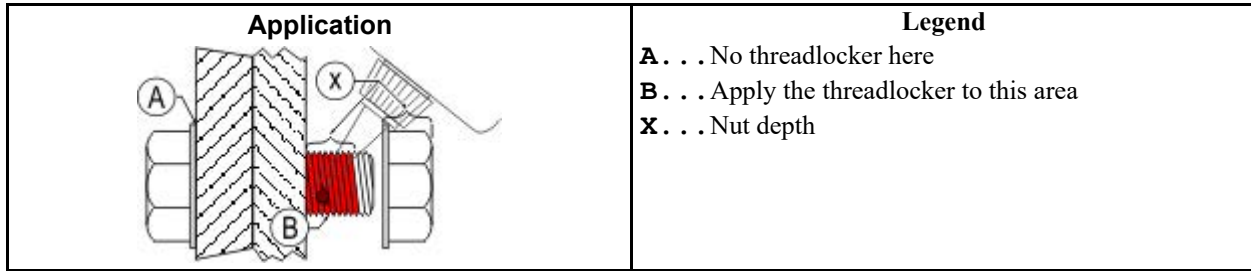 Application
A
X
B
Legend
A...No threadlocker here
B...Apply the threadlocker to this area
X...Nut depth